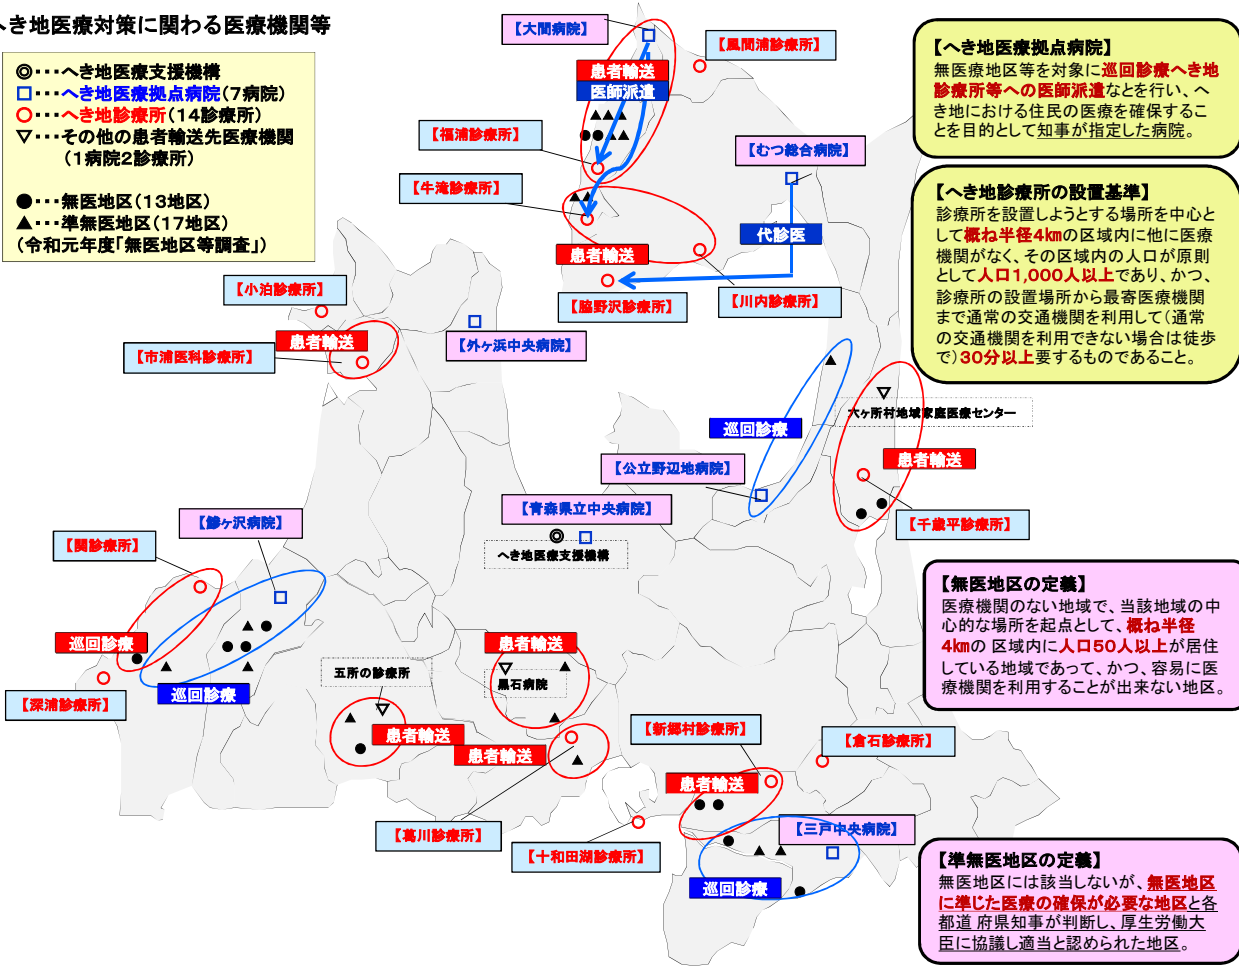 へき地医療対策に関わる医療機関等
◎・・・へき地医療支援機構
□・・・へき地医療拠点病院(7病院)
○・・・へき地診療所(14診療所)
▽・・・その他の患者輸送先医療機関
(1病院2診療所)
●・・・無医地区(13地区)
▲・・・準無医地区(17地区)
(令和元年度「無医地区等調査」)
【大間病院】
【風間浦診療所】
患者輸送
医師派遣
【福浦診療所】
【むつ総合病院】
【牛滝診療所】
代診医
患者輸送
【脇野沢診療所】
【川内診療所】
【小泊診療所】
患者輸送
【市浦医科診療所】
【外ヶ浜中央病院】
六ヶ所村地域家庭医療センター
巡回診療
患者輸送
【公立野辺地病院】
【千歳平診療所】
【青森県立中央病院】
へき地医療支援機構
【鰺ヶ沢病院】
【関診療所】
巡回診療
巡回診療
【深浦診療所】
五所の診療所
患者輸送
患者輸送
黒石病院
患者輸送
【葛川診療所】
【十和田湖診療所】
【新郷村診療所】
【倉石診療所】
患者輸送
【三戸中央病院】
巡回診療
【へき地医療拠点病院】
無医療地区等を対象に巡回診療へき地
診療所等への医師派遣などを行い、へ
き地における住民の医療を確保するこ
とを目的として知事が指定した病院。
【へき地診療所の設置基準】
診療所を設置しようとする場所を中心と
して概ね半径4kmの区域内に他に医療
機関がなく、その区域内の人口が原則
として人口1,000人以上であり、かつ、
診療所の設置場所から最寄医療機関
まで通常の交通機関を利用して(通常
の交通機関を利用できない場合は徒歩
で)30分以上要するものであること。
【無医地区の定義】
医療機関のない地域で、当該地域の中
心的な場所を起点として、概ね半径
4kmの 区域内に人口50人以上が居住
している地域であって、かつ、容易に医
療機関を利用することが出来ない地区。
【準無医地区の定義】
無医地区には該当しないが、無医地区
に準じた医療の確保が必要な地区と各
都道 府県知事が判断し、厚生労働大
臣に協議し適当と認められた地区。